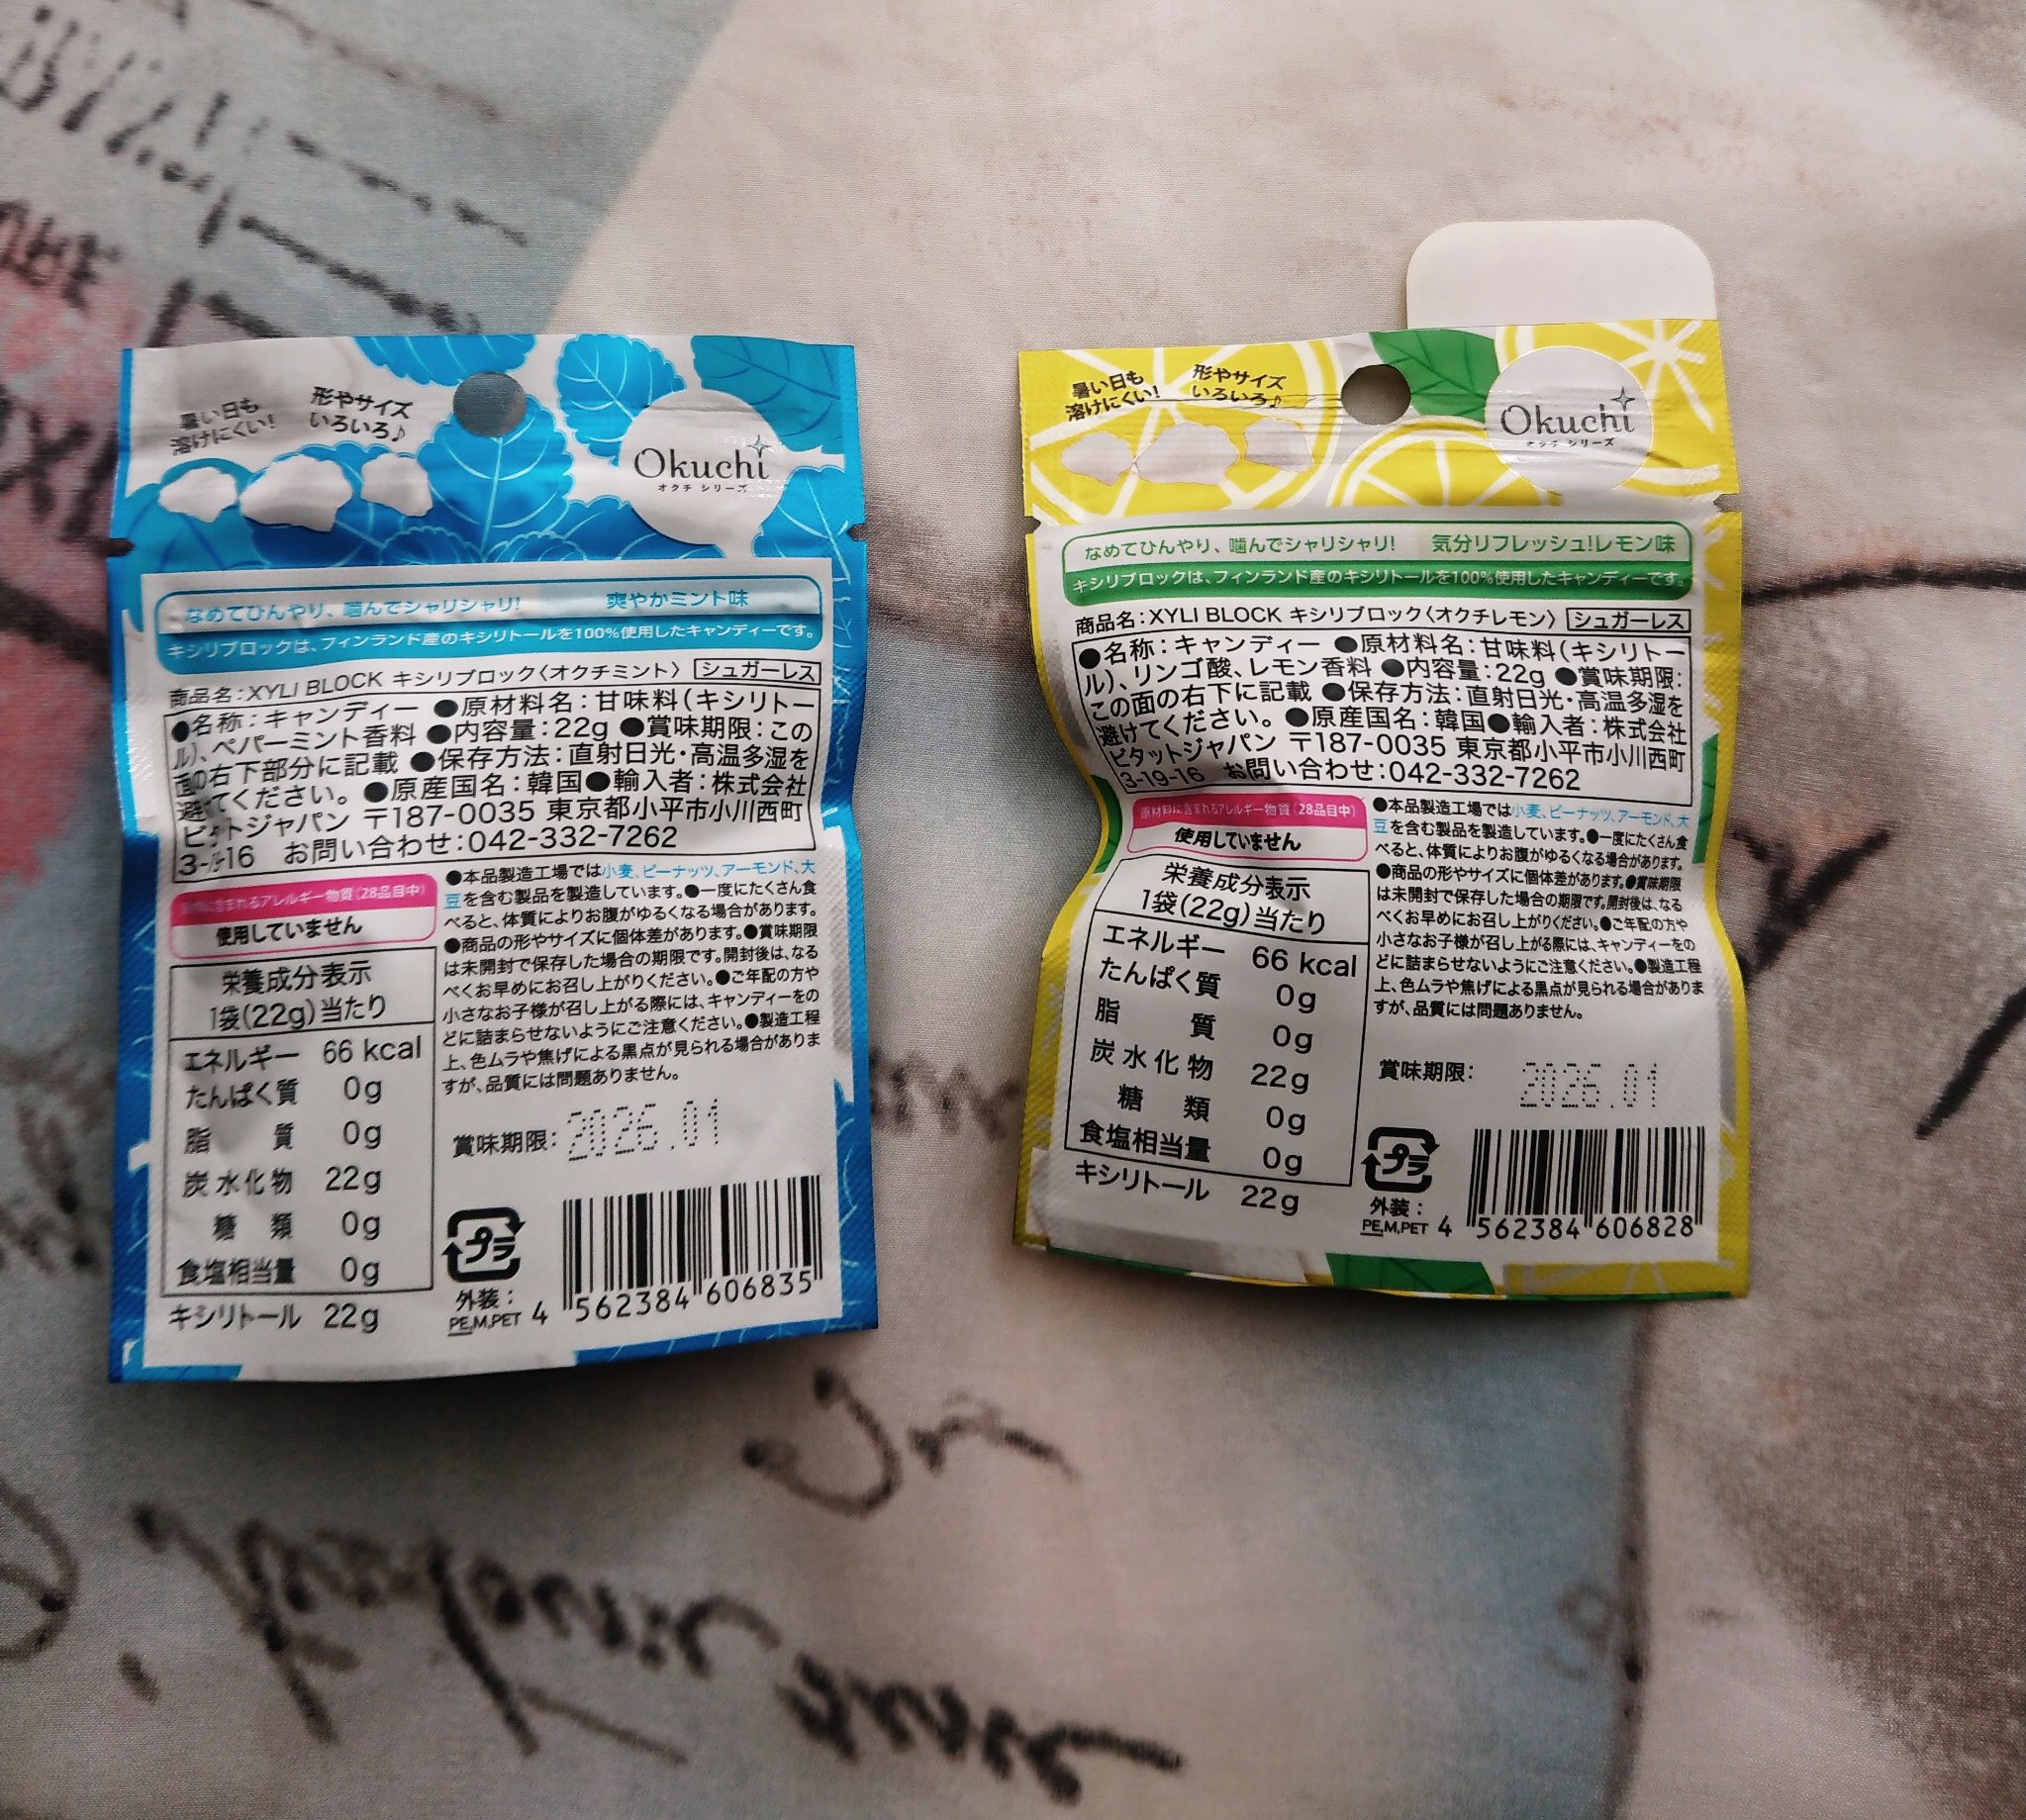 暑い日も
溶けにくい!
形やサイズ
いろいろ♪
Okuchi
オクチ シリーズ
なめてひんやり、噛んでシャリシャリ! 爽やかミント味
キシリブロックは、フィンランド産のキシリトールを100%使用したキャンディーです。
商品名:XYLI BLOCK キシリブロック〈オクチミント〉 シュガーレス
●名称:キャンディー ●原材料名:甘味料(キシリトー
ル)、ペパーミント香料 ●内容量:22g ●賞味期限:この
面の右下部分に記載 ●保存方法:直射日光・高温多湿を
避けてください。 ●原産国名:韓国●輸入者:株式会社
ピタットジャパン 〒187-0035 東京都小平市小川西町
3-16 お問い合わせ:042-332-7262
に含まれるアレルギー物質(28品目中)
使用していません
栄養成分表示
1袋(22g)当たり
エネルギー 66 kcal
たんぱく質 0g
脂質 0g
炭水化物 22g
糖類 0g
食塩相当量 0g
キシリトール 22g
●本品製造工場では小麦、ピーナッツ、アーモンド、大
豆を含む製品を製造しています。●一度にたくさん食
べると、体質によりお腹がゆるくなる場合があります。
●商品の形やサイズに個体差があります。●賞味期限
は未開封で保存した場合の期限です。開封後は、なる
べくお早めにお召し上がりください。●ご年配の方や
小さなお子様が召し上がる際には、キャンディーをの
どに詰まらせないようにご注意ください。●製造工程
上、色ムラや焦げによる黒点が見られる場合がありま
すが、品質には問題ありません。
賞味期限: 2026.01
プラ
外装:
PE,M,PET
4 562384 606835
暑い日も
溶けにくい!
形やサイズ
いろいろ♪
Okuchi
オクチ シリーズ
なめてひんやり、噛んでシャリシャリ! 気分リフレッシュ!レモン味
キシリブロックは、フィンランド産のキシリトールを100%使用したキャンディーです。
商品名:XYLI BLOCK キシリブロック〈オクチレモン〉 シュガーレス
●名称:キャンディー ●原材料名:甘味料(キシリトー
ル)、リンゴ酸、レモン香料 ●内容量:22g ●賞味期限:
この面の右下に記載 ●保存方法:直射日光・高温多湿を
避けてください。 ●原産国名:韓国●輸入者:株式会社
ピタットジャパン 〒187-0035 東京都小平市小川西町
3-19-16 お問い合わせ:042-332-7262
原材料に含まれるアレルギー物質(28品目中)
使用していません
栄養成分表示
1袋(22g)当たり
エネルギー 66 kcal
たんぱく質 0g
脂質 0g
炭水化物 22g
糖類 0g
食塩相当量 0g
キシリトール 22g
●本品製造工場では小麦、ピーナッツ、アーモンド、大
豆を含む製品を製造しています。●一度にたくさん食
べると、体質によりお腹がゆるくなる場合があります。
●商品の形やサイズに個体差があります。●賞味期限
は未開封で保存した場合の期限です。開封後は、なる
べくお早めにお召し上がりください。●ご年配の方や
小さなお子様が召し上がる際には、キャンディーをの
どに詰まらせないようにご注意ください。●製造工程
上、色ムラや焦げによる黒点が見られる場合がありま
すが、品質には問題ありません。
賞味期限: 2026.01
プラ
外装:
PE,M,PET
4 562384 606828